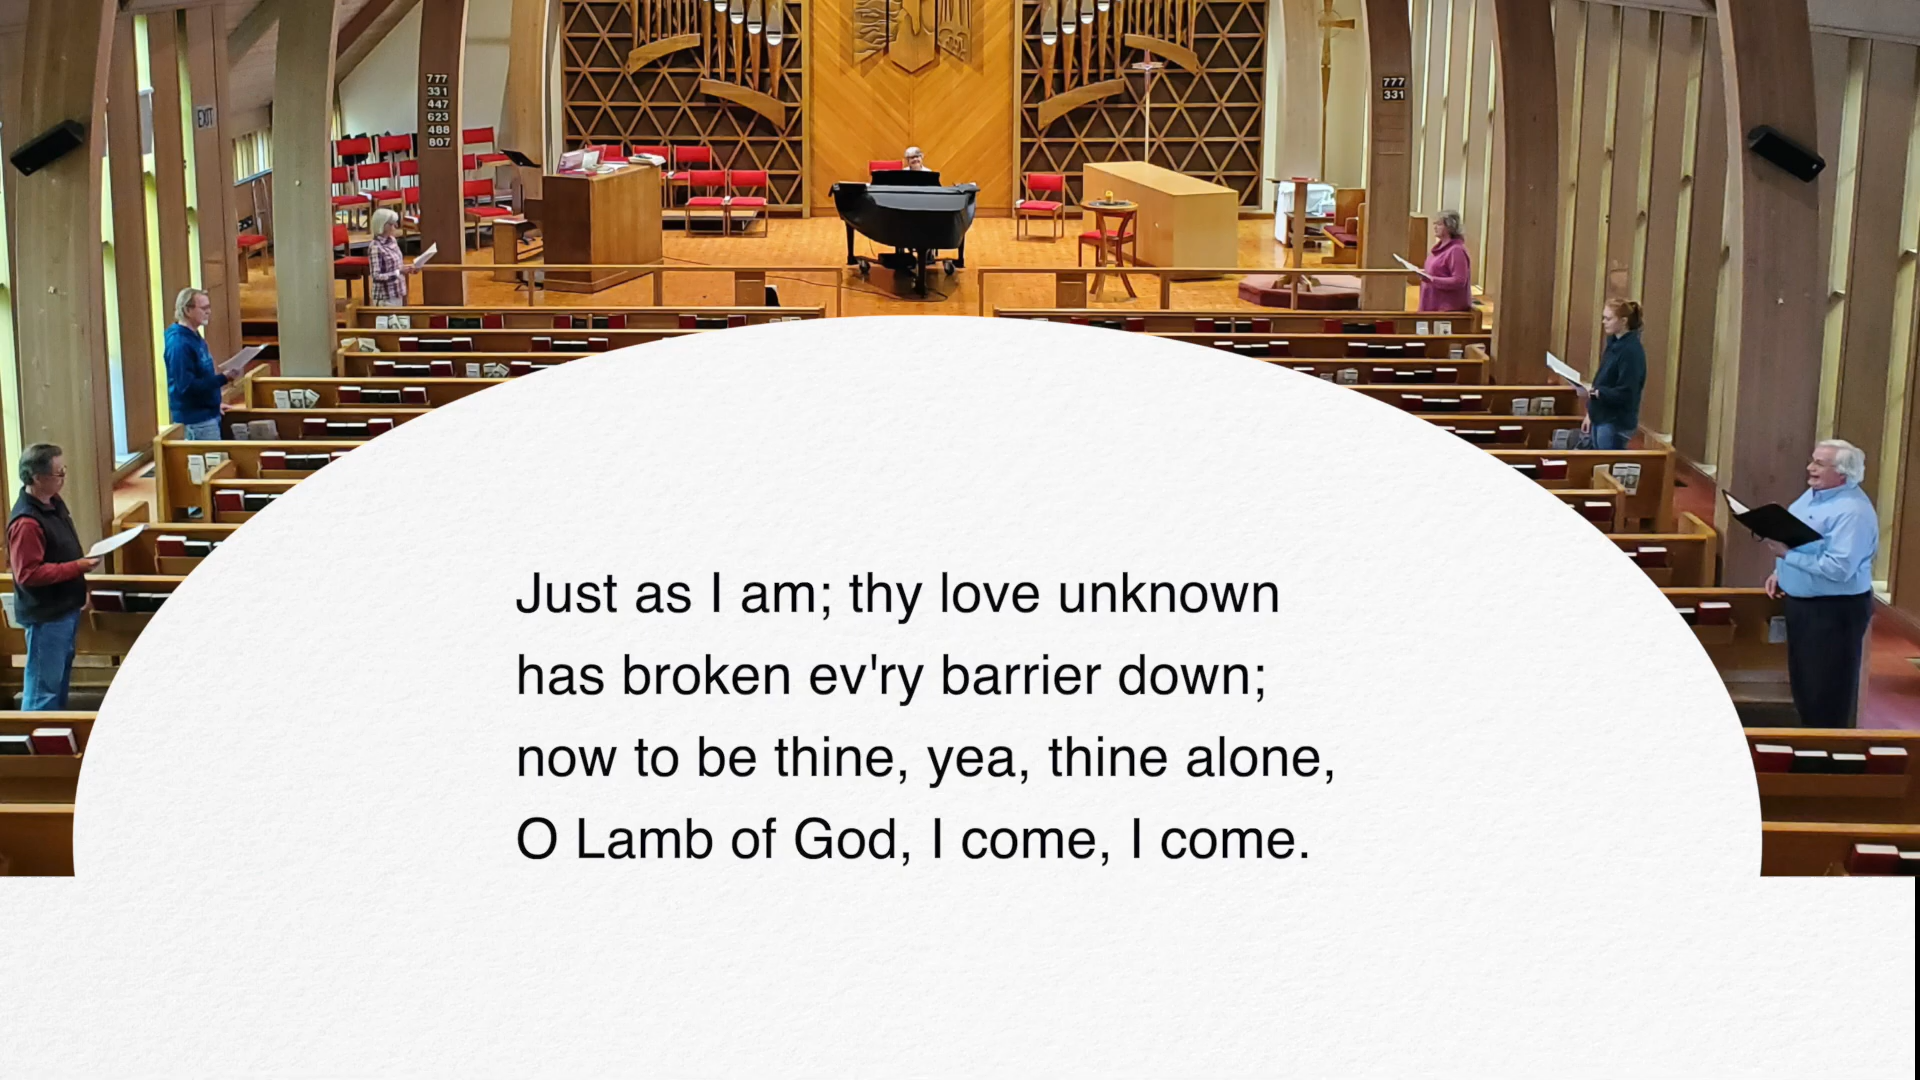 777
331
447
623
488
807
EXIT
777
331
Just as I am; thy love unknown
has broken ev'ry barrier down;
now to be thine, yea, thine alone,
O Lamb of God, I come, I come.